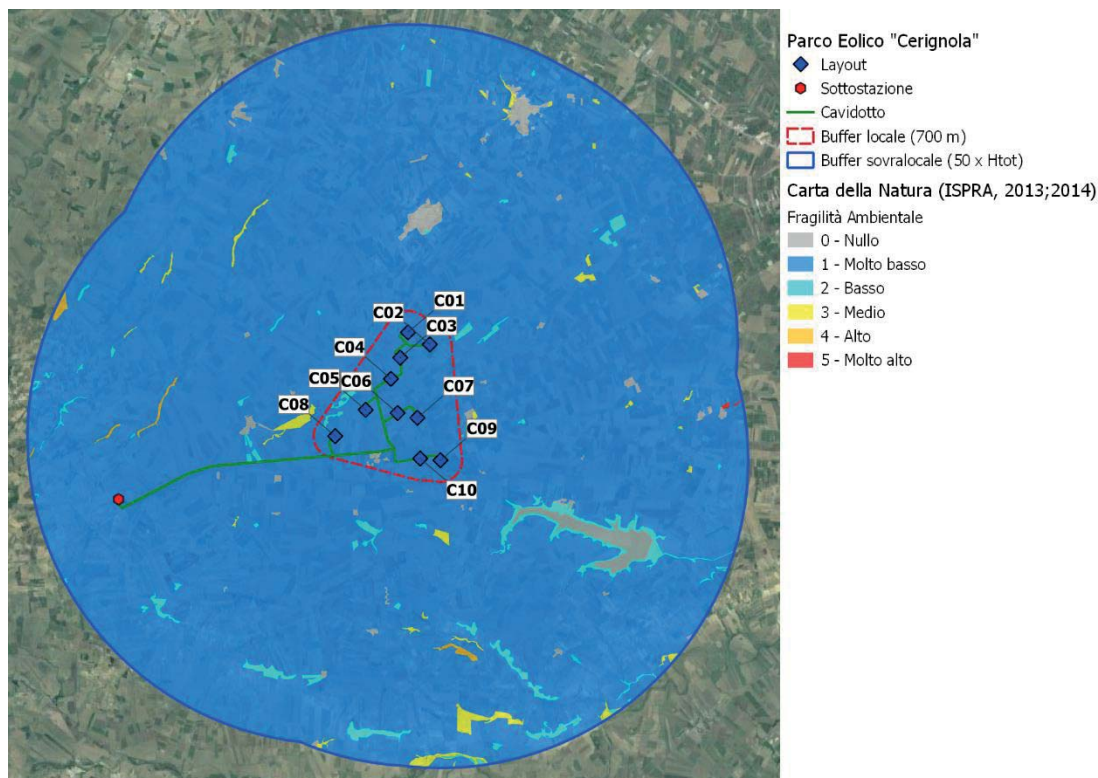 Parco Eolico "Cerignola"
Layout
Sottostazione
Cavidotto
Buffer locale (700 m)
Buffer sovralocale (50 x Htot)
Carta della Natura (ISPRA, 2013;2014)
Fragilità Ambientale
0 - Nullo
1 - Molto basso
2 - Basso
3 - Medio
4 - Alto
5 - Molto alto
C01
C02
C03
C04
C05
C06
C07
C08
C09
C10